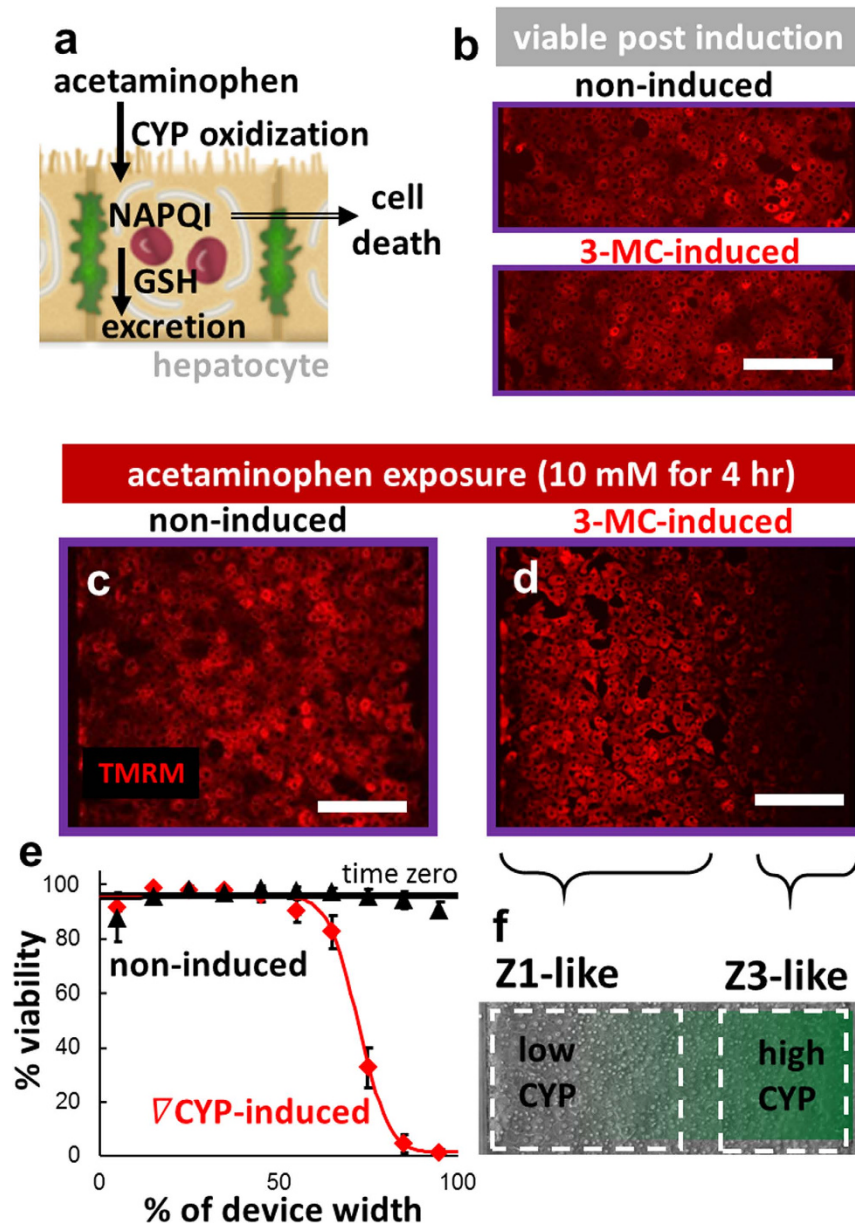 a
acetaminophen
CYP oxidization
NAPQI
cell
death
GSH
excretion
hepatocyte
b
viable post induction
non-induced
3-MC-induced
acetaminophen exposure (10 mM for 4 hr)
non-induced
3-MC-induced
c
TMRM
d
e
time zero
100
80
60
40
20
0
% viability
non-induced
∇CYP-induced
0
50
100
% of device width
f
Z1-like
Z3-like
low
CYP
high
CYP